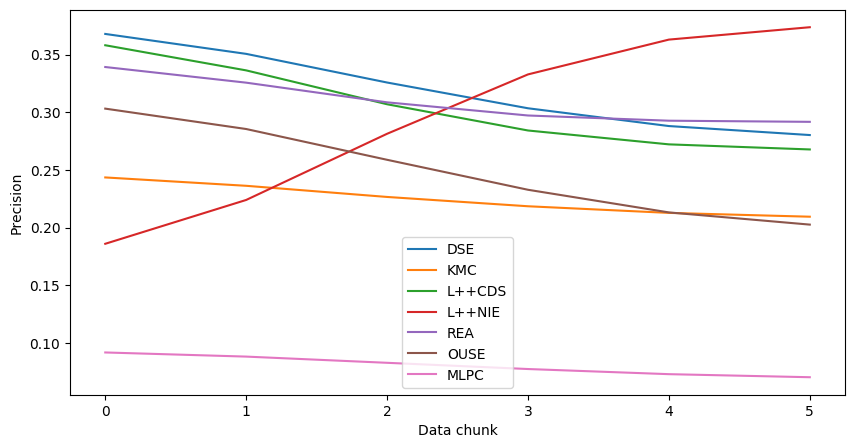 0.35
0.30
0.25
0.20
0.15
0.10
Precision
DSE
KMC
L++CDS
L++NIE
REA
OUSE
MLPC
0 1 2 3 4 5
Data chunk